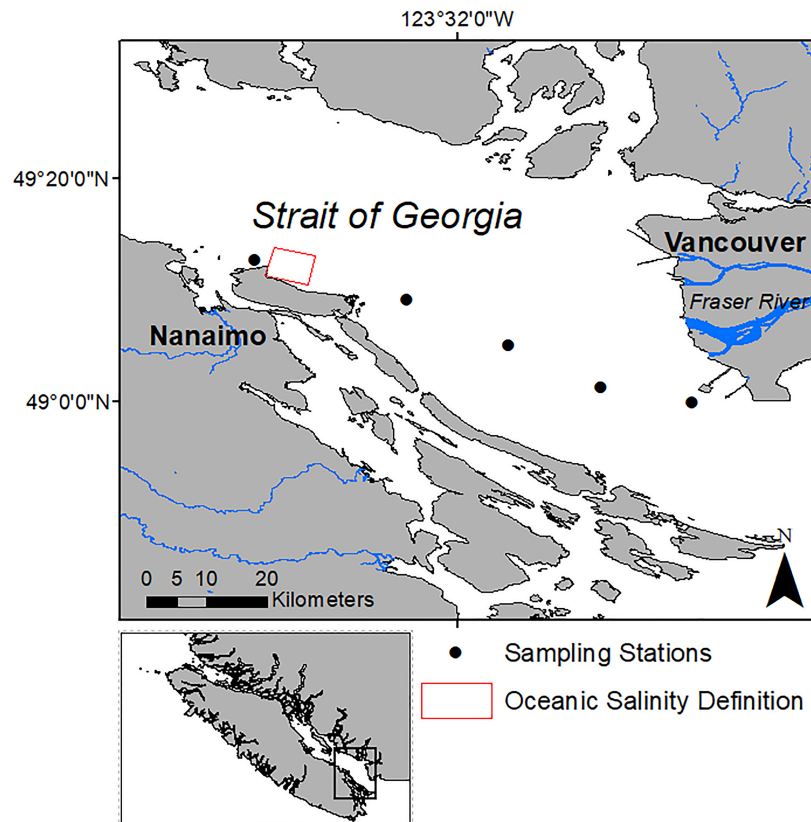 123°32'0"W
49°20'0"N
Strait of Georgia
Vancouver
Fraser River
Nanaimo
49°0'0"N
N
0 5 10 20
Kilometers
Sampling Stations
Oceanic Salinity Definition